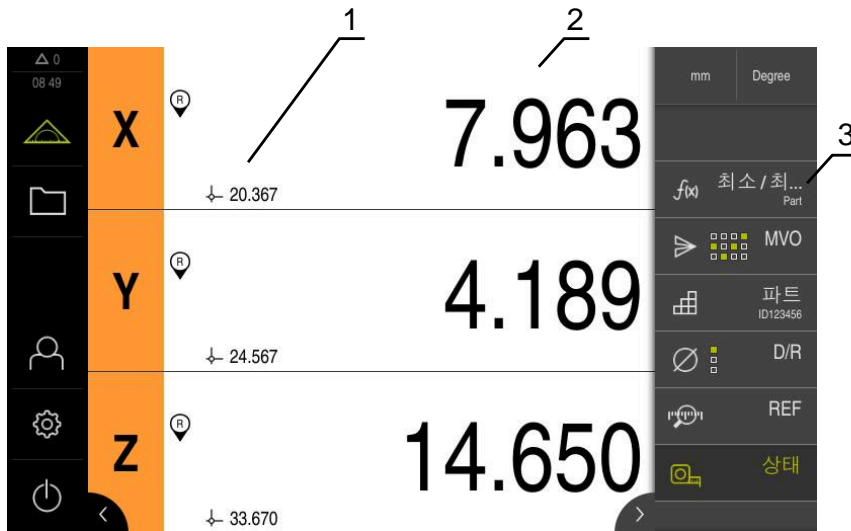 1
2
3
0
08 49
X
R
7.963
20.367
Y
R
4.189
24.567
Z
R
14.650
33.670
mm
Degree
f(x)
최소 / 최...
Part
MVO
파트
ID123456
D/R
REF
상태